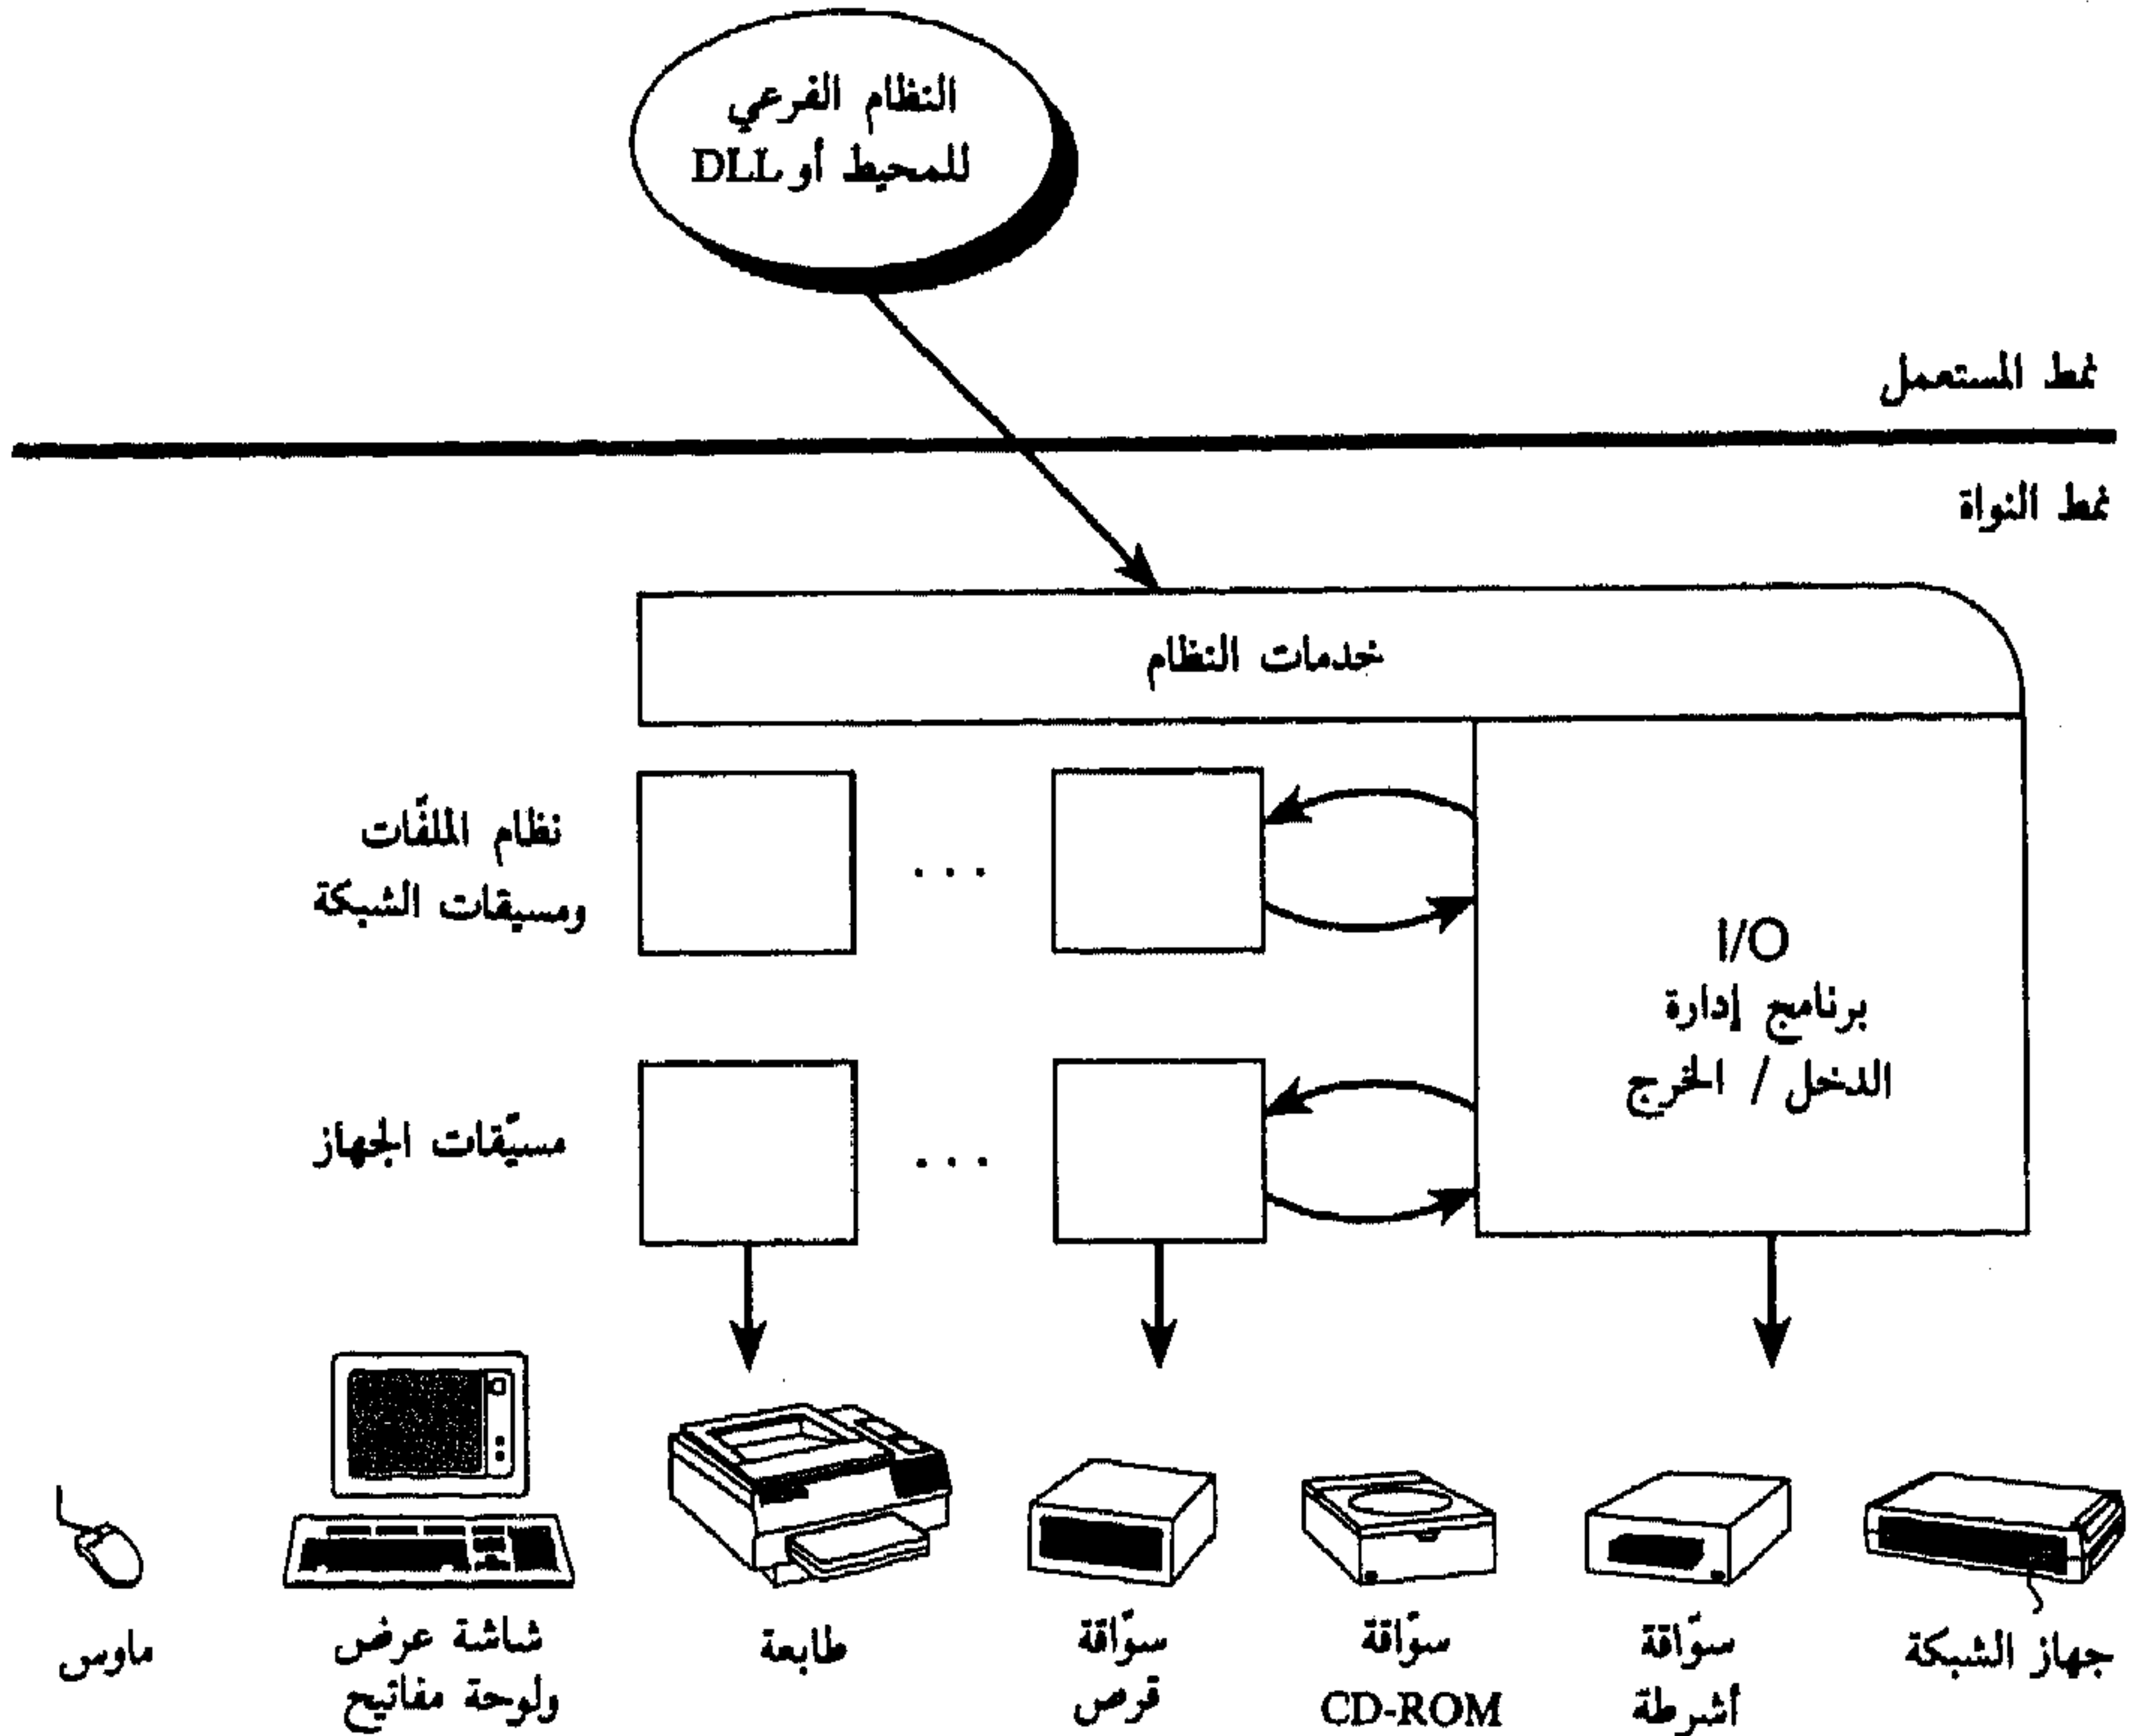 النظام الفرعي
للمحيط أو DLL
نمط المستعمل
نمط النواة
خدمات النظام
نظام الملفّات
ومسيقات الشبكة
I/O
برنامج إدارة
الدخل / الخرج
مسيّقات الجهاز
...
...
جهاز الشبكة
سوّاقة
أشرطة
سوّاقة
CD-ROM
سوّاقة
قرص
طابعة
شاشة عرض
ولوحة مفاتيح
ماوس